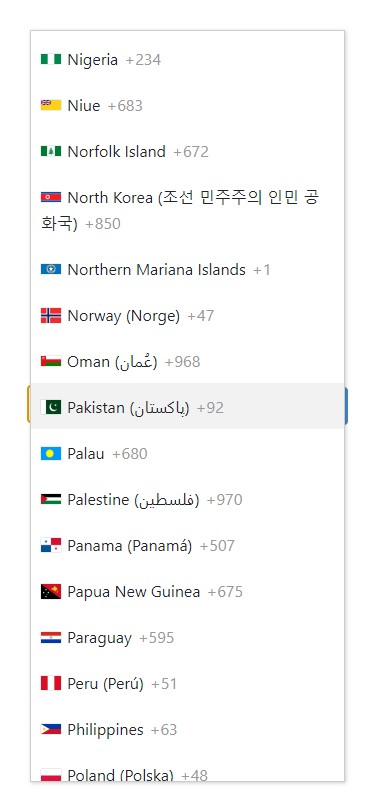 Nigeria +234
Niue +683
Norfolk Island +672
North Korea (조선 민주주의 인민 공
화국) +850
Northern Mariana Islands +1
Norway (Norge) +47
Oman (عُمان) +968
Pakistan (پاکستان) +92
Palau +680
Palestine (فلسطين) +970
Panama (Panamá) +507
Papua New Guinea +675
Paraguay +595
Peru (Perú) +51
Philippines +63
Poland (Polska) +48